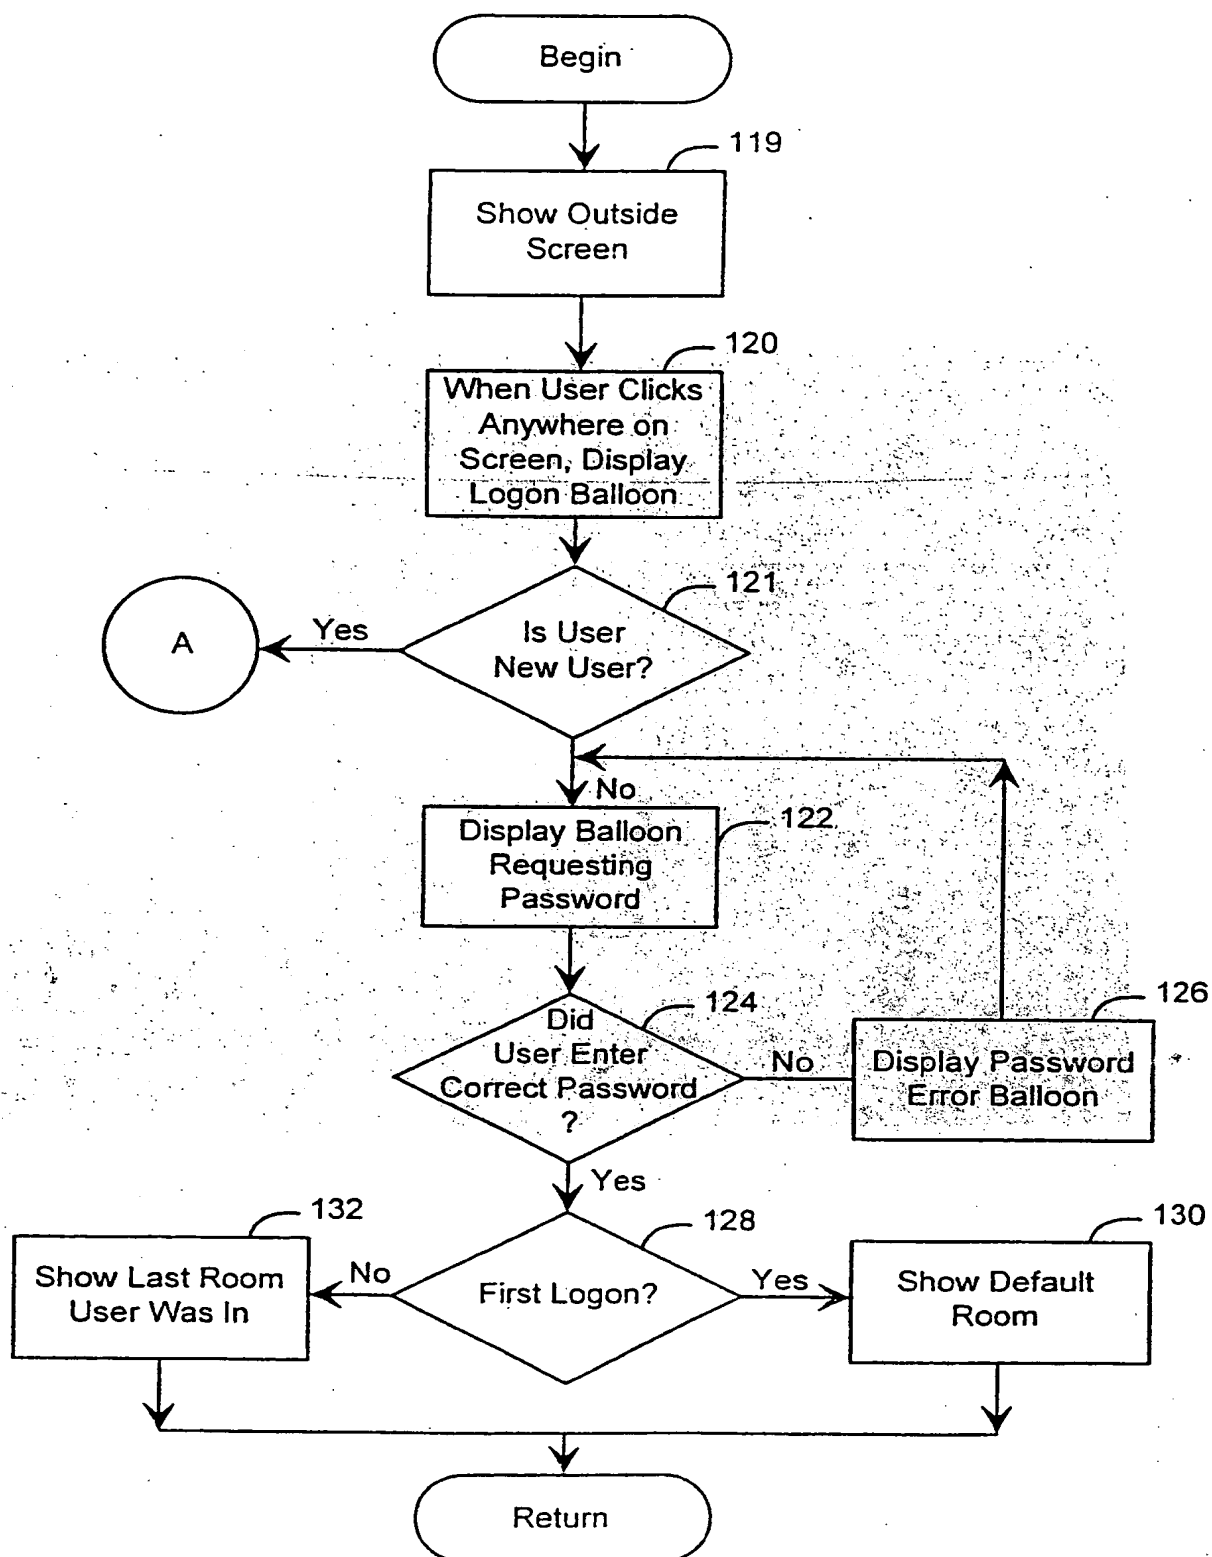 Begin
119
Show Outside
Screen
120
When User Clicks
Anywhere on
Screen, Display
Logon Balloon
121
A
Yes
Is User
New User?
No
Display Balloon
Requesting
Password
122
124
126
Did
User Enter
Correct Password
?
No
Display Password
Error Balloon
Yes
132
128
130
Show Last Room
User Was In
No
First Logon?
Yes
Show Default
Room
Return